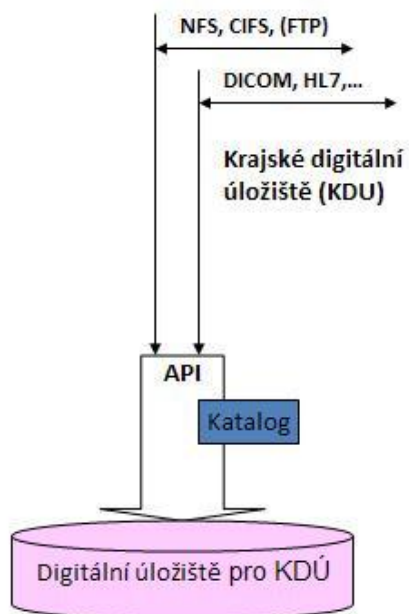 NFS, CIFS, (FTP)
DICOM, HL7,...
Krajské digitální
úložiště (KDU)
API
Katalog
Digitální úložiště pro KDÚ